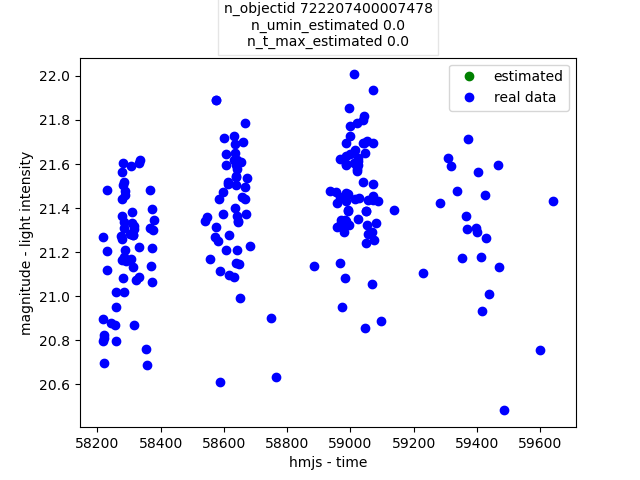 n_objectid 722207400007478
n_umin_estimated 0.0
n_t_max_estimated 0.0
22.0
21.8
21.6
21.4
21.2
21.0
20.8
20.6
magnitude - light intensity
estimated
real data
58200 58400 58600 58800 59000 59200 59400 59600
hmjs - time